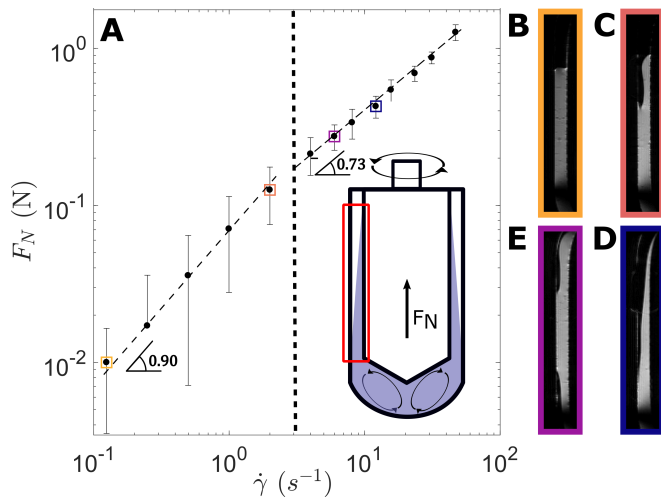 A
B
C
E
D
F_N (N)
10^0
10^-1
10^-2
0.90
0.73
F_N
10^-1
10^0
10^1
10^2
γ̇ (s^-1)